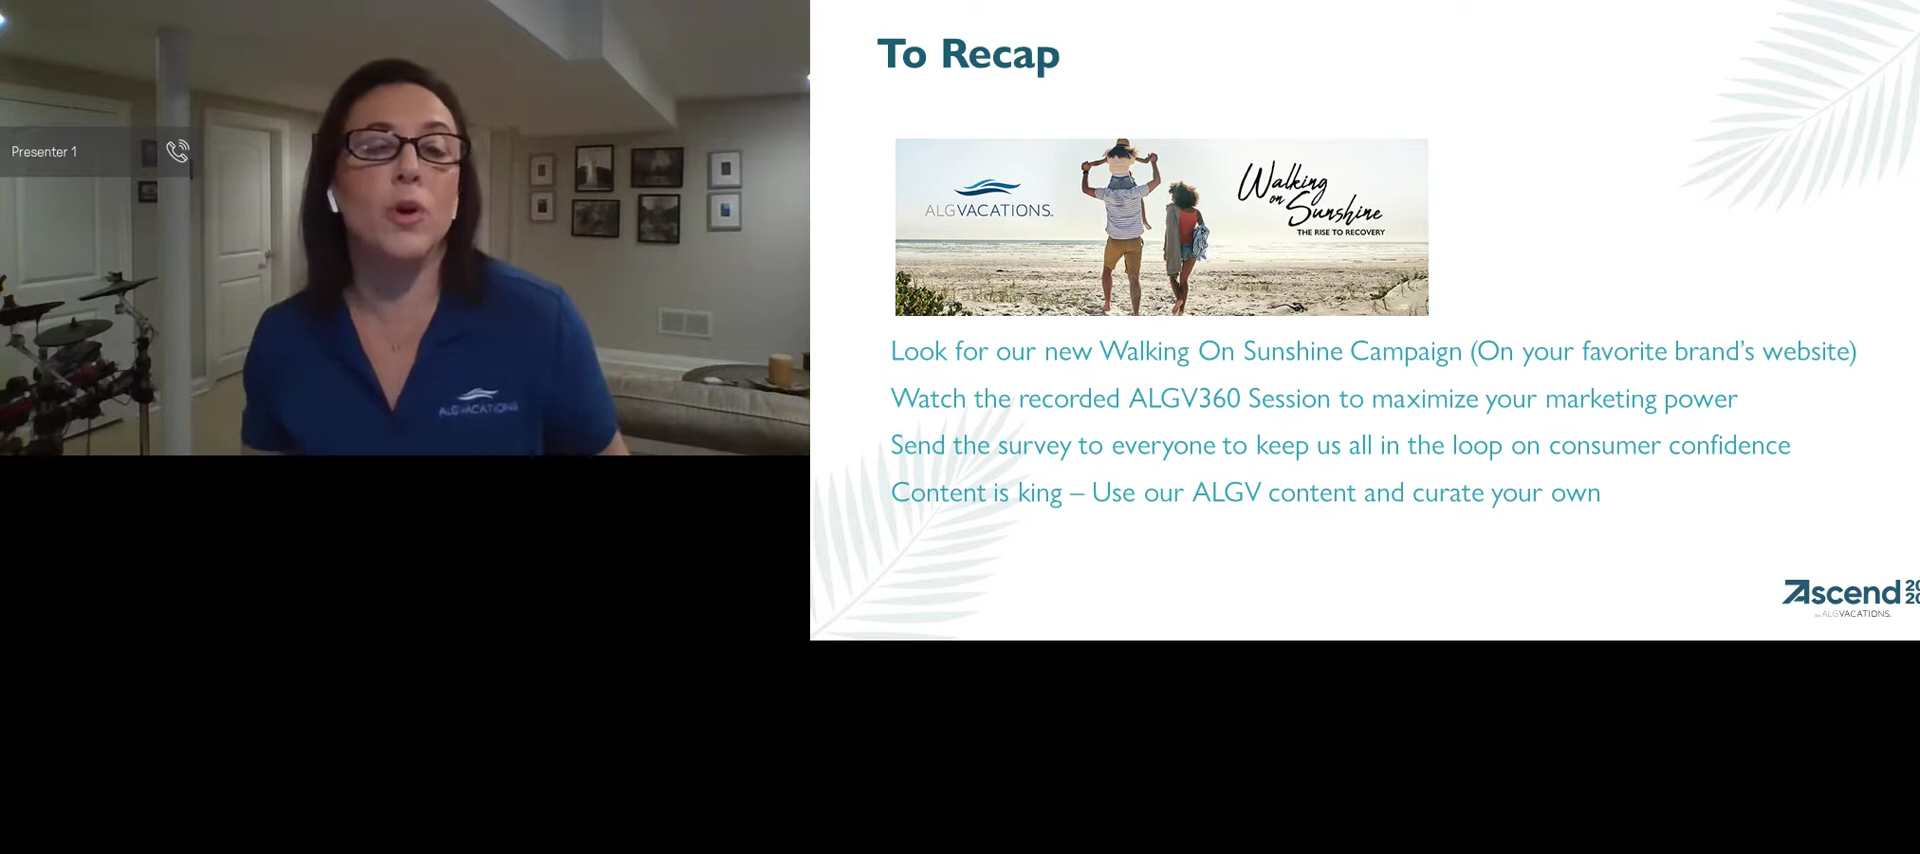 Presenter 1
ALGVACATIONS
To Recap
ALGVACATIONS.
Walking
on Sunshine
THE RISE TO RECOVERY
Look for our new Walking On Sunshine Campaign (On your favorite brand's website)
Watch the recorded ALGV360 Session to maximize your marketing power
Send the survey to everyone to keep us all in the loop on consumer confidence
Content is king – Use our ALGV content and curate your own
Ascend
ALGVACATIONS.